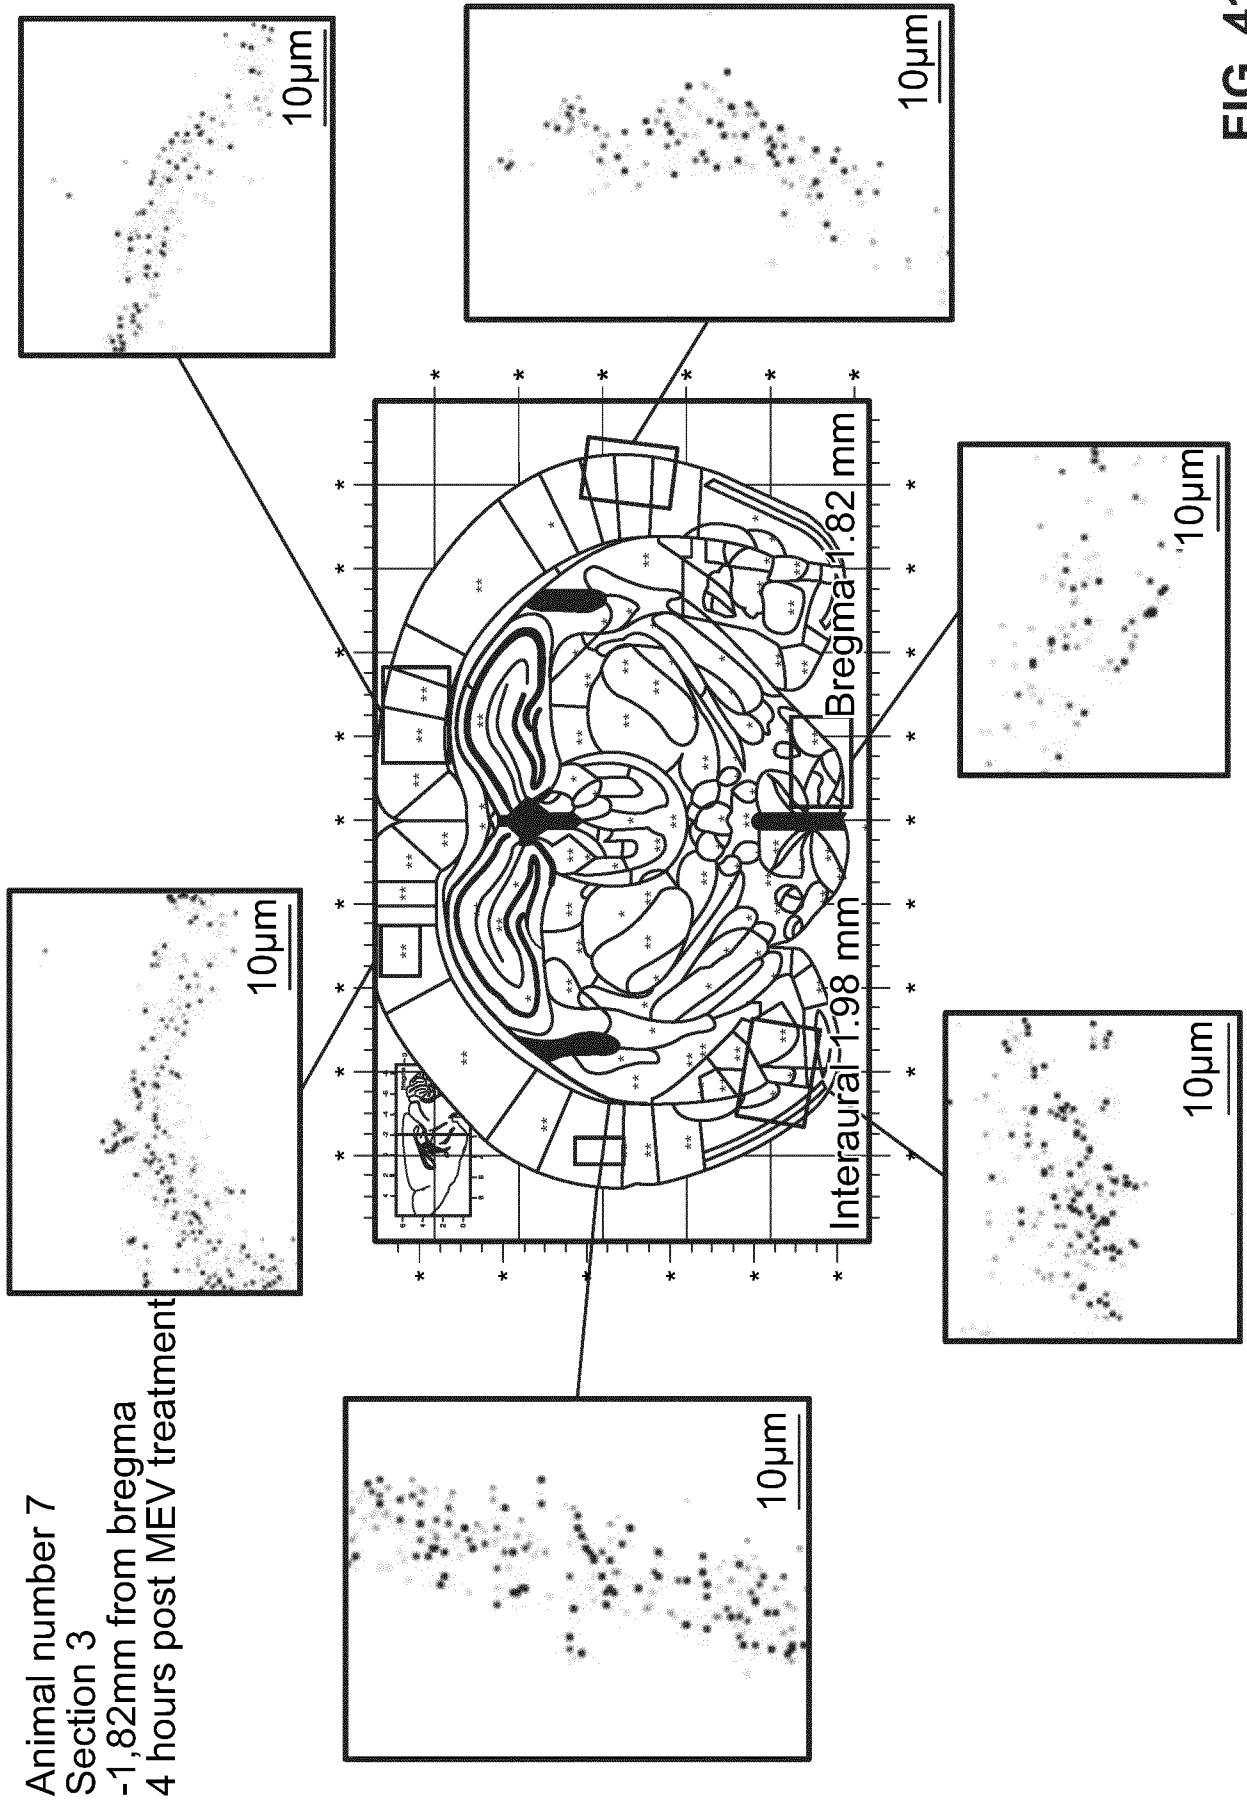 Animal number 7
Section 3
-1,82mm from bregma
4 hours post MEV treatment
10µm
10µm
10µm
10µm
Interaural 1.98 mm
Bregma-1.82 mm
10µm
10µm
FIG.